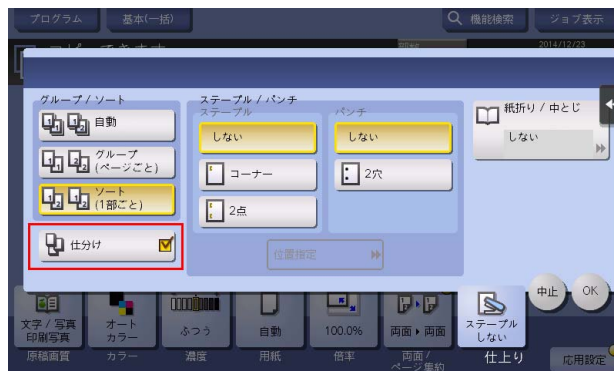 プログラム
基本(一括)
機能検索
ジョブ表示
2014/12/23
グループ / ソート
自動
グループ
(ページごと)
ソート
(1部ごと)
仕分け
ステープル / パンチ
ステープル
しない
コーナー
2点
パンチ
しない
2穴
位置指定
紙折り / 中とじ
しない
中止
OK
文字 / 写真
印刷写真
原稿画質
オート
カラー
カラー
ふつう
濃度
自動
用紙
100.0%
倍率
両面 ▸ 両面
両面 /
ページ集約
ステープル
しない
仕上り
応用設定